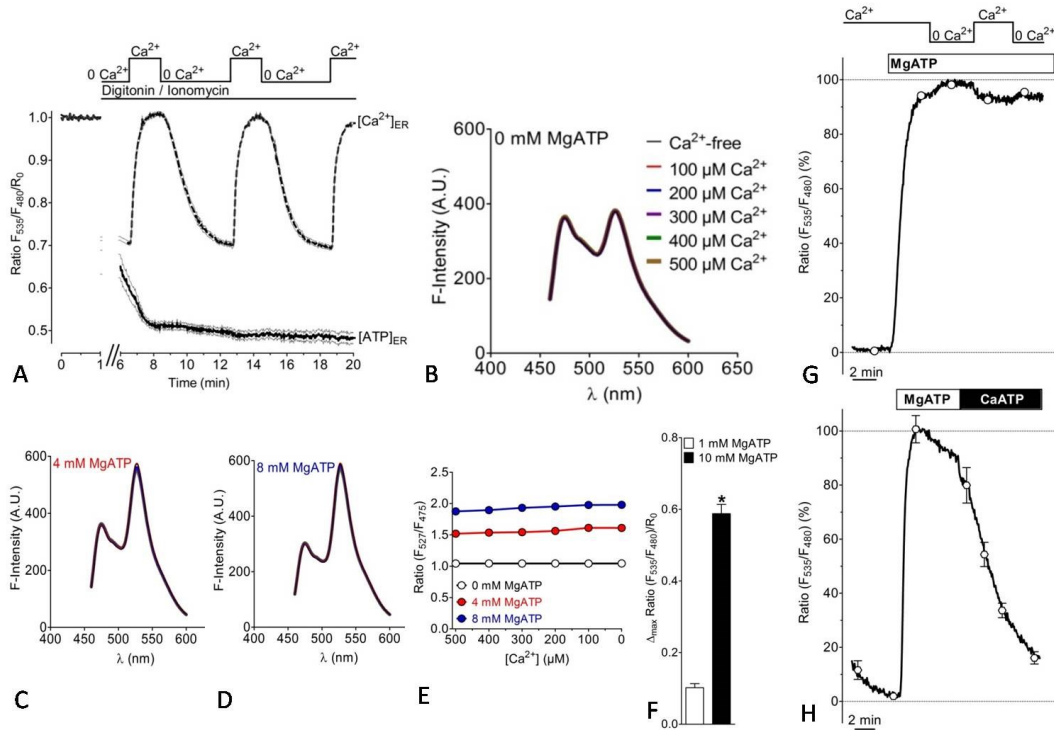 Ca2+ Ca2+ Ca2+
0 Ca2+ 0 Ca2+ 0 Ca2+
Digitonin / Ionomycin
[Ca2+]ER
[ATP]ER
Ratio F535/F480/R0
1.0
0.9
0.8
0.7
0.6
0.5
0 1 6 8 10 12 14 16 18 20
Time (min)
A
0 mM MgATP
Ca2+-free
100 µM Ca2+
200 µM Ca2+
300 µM Ca2+
400 µM Ca2+
500 µM Ca2+
F-Intensity (A.U.)
600
400
200
0
400 450 500 550 600 650
λ (nm)
B
Ca2+ Ca2+
0 Ca2+ 0 Ca2+
MgATP
Ratio (F535/F480) (%)
100
80
60
40
20
0
2 min
G
4 mM MgATP
F-Intensity (A.U.)
600
400
200
0
400 450 500 550 600
λ (nm)
C
8 mM MgATP
F-Intensity (A.U.)
600
400
200
0
400 450 500 550 600
λ (nm)
D
Ratio (F527/F475)
2.5
2.0
1.5
1.0
0.5
0.0
0 mM MgATP
4 mM MgATP
8 mM MgATP
500 400 300 200 100 0
[Ca2+] (µM)
E
1 mM MgATP
10 mM MgATP
Δmax Ratio (F535/F480)/R0
0.8
0.6
0.4
0.2
0.0
*
F
MgATP CaATP
Ratio (F535/F480) (%)
100
80
60
40
20
0
2 min
H